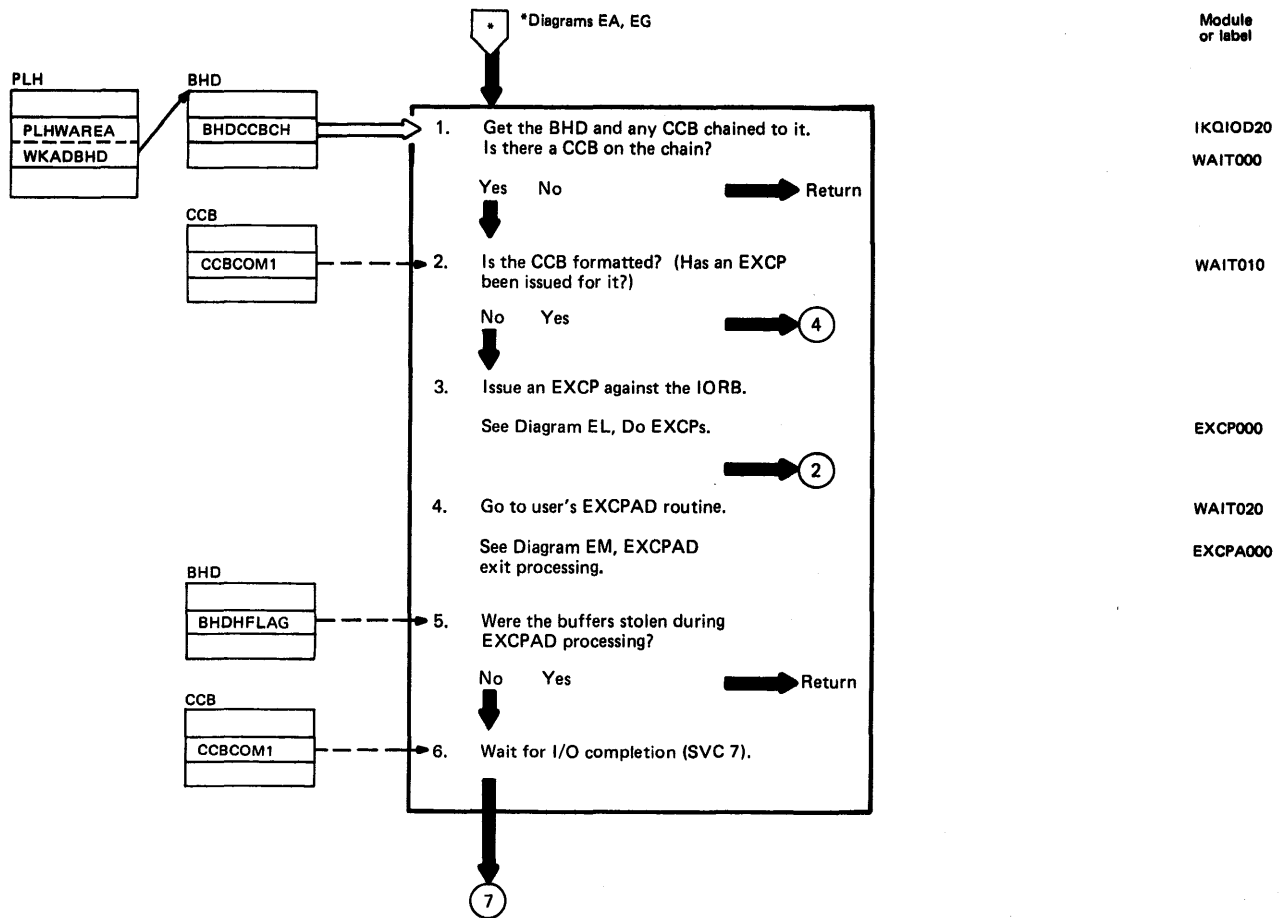 * *Diagrams EA, EG
Module
or label
PLH
BHD
PLHWAREA
WKADBHD
BHDCCBCH
1. Get the BHD and any CCB chained to it.
Is there a CCB on the chain?
IKQIOD20
WAIT000
Yes No Return
CCB
CCBCOM1
2. Is the CCB formatted? (Has an EXCP
been issued for it?)
WAIT010
No Yes 4
3. Issue an EXCP against the IORB.
See Diagram EL, Do EXCPs.
EXCP000
2
4. Go to user's EXCPAD routine.
WAIT020
See Diagram EM, EXCPAD
exit processing.
EXCPA000
BHD
BHDHFLAG
5. Were the buffers stolen during
EXCPAD processing?
No Yes Return
CCB
CCBCOM1
6. Wait for I/O completion (SVC 7).
7